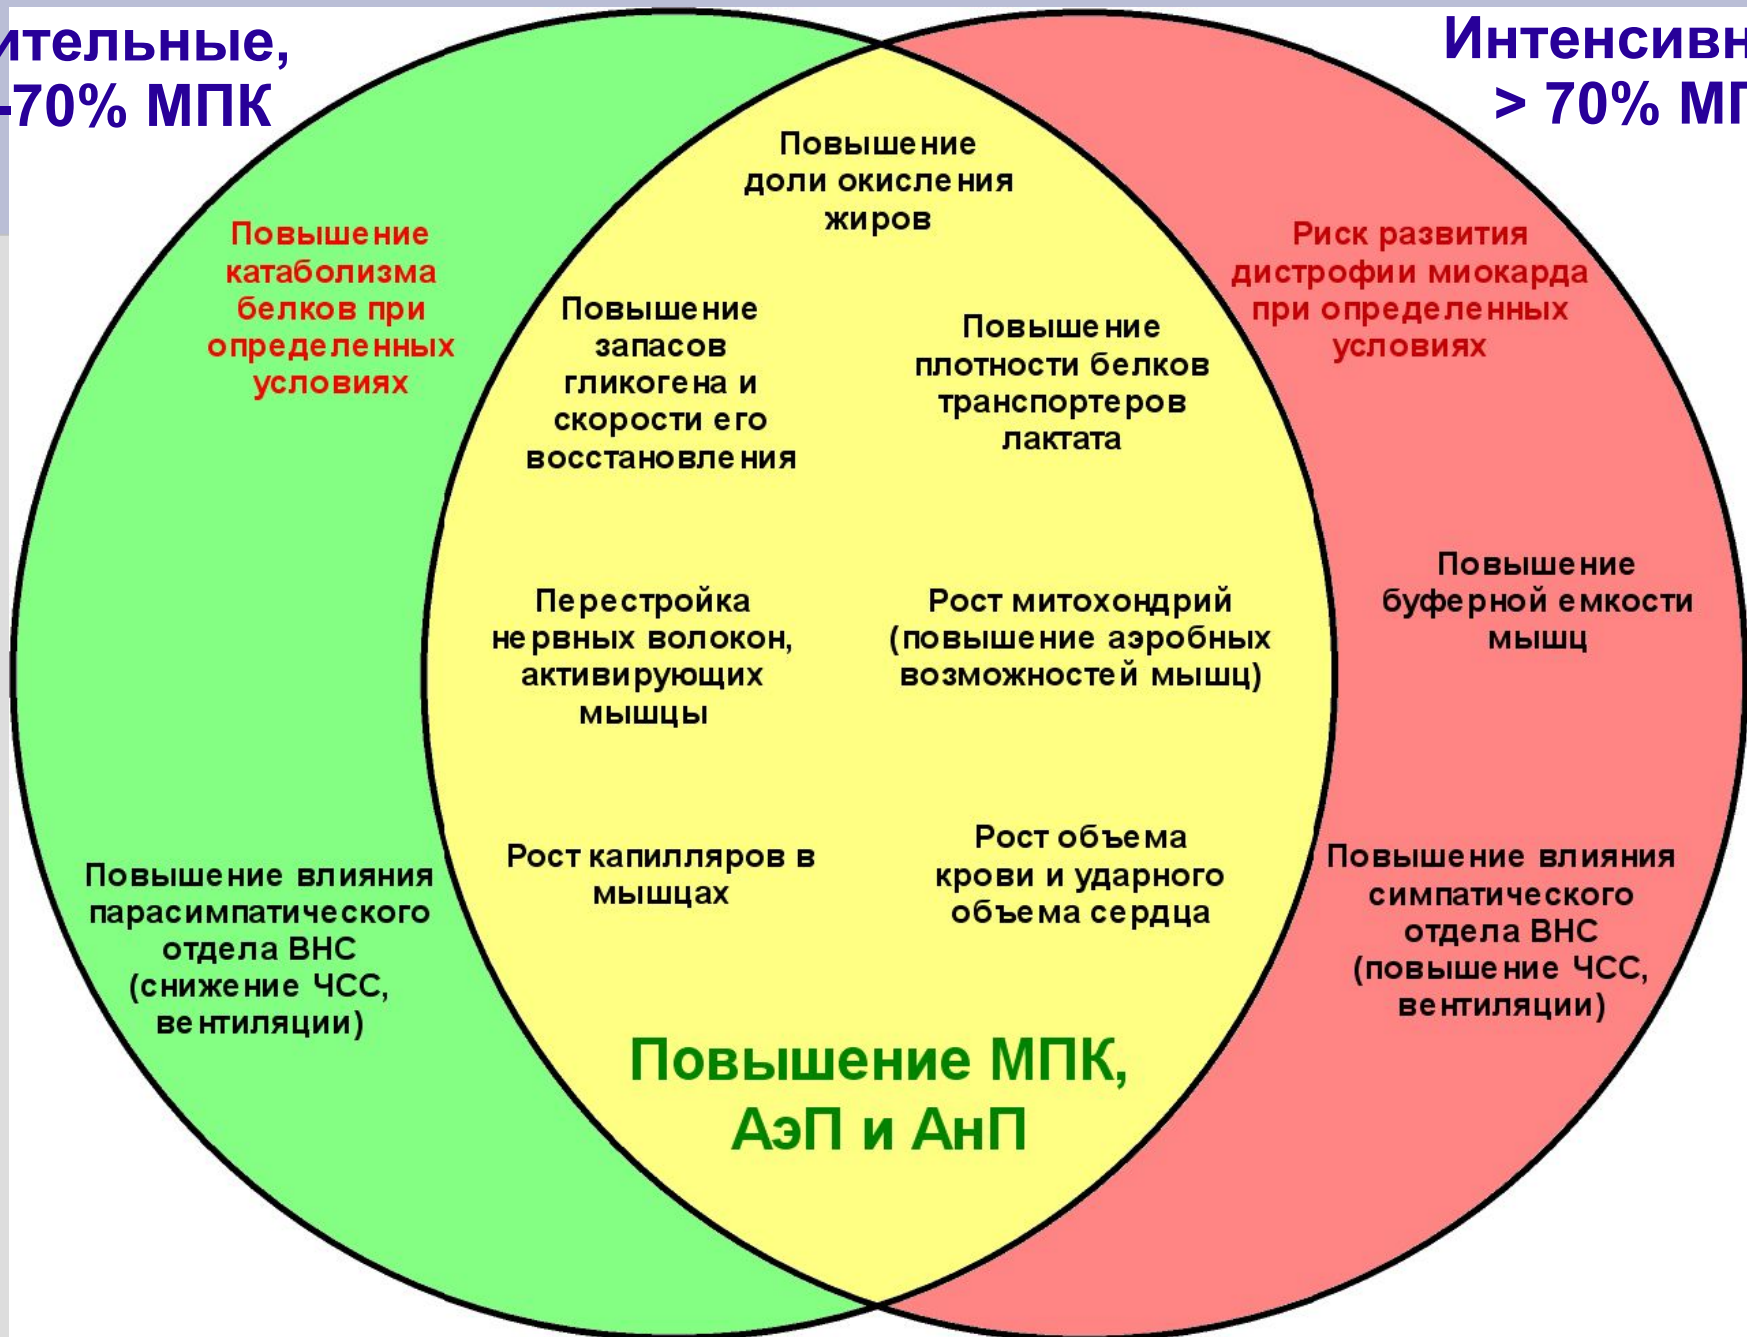 ительные,
-70% МПК
Интенсивн
> 70% МП
Повышение
доли окисления
жиров
Повышение
катаболизма
белков при
определенных
условиях
Повышение
запасов
гликогена и
скорости его
восстановления
Повышение
плотности белков
транспортеров
лактата
Риск развития
дистрофии миокарда
при определенных
условиях
Перестройка
нервных волокон,
активирующих
мышцы
Рост митохондрий
(повышение аэробных
возможностей мышц)
Повышение
буферной емкости
мышц
Повышение влияния
парасимпатического
отдела ВНС
(снижение ЧСС,
вентиляции)
Рост капилляров в
мышцах
Рост объема
крови и ударного
объема сердца
Повышение влияния
симпатического
отдела ВНС
(повышение ЧСС,
вентиляции)
Повышение МПК,
АэП и АнП